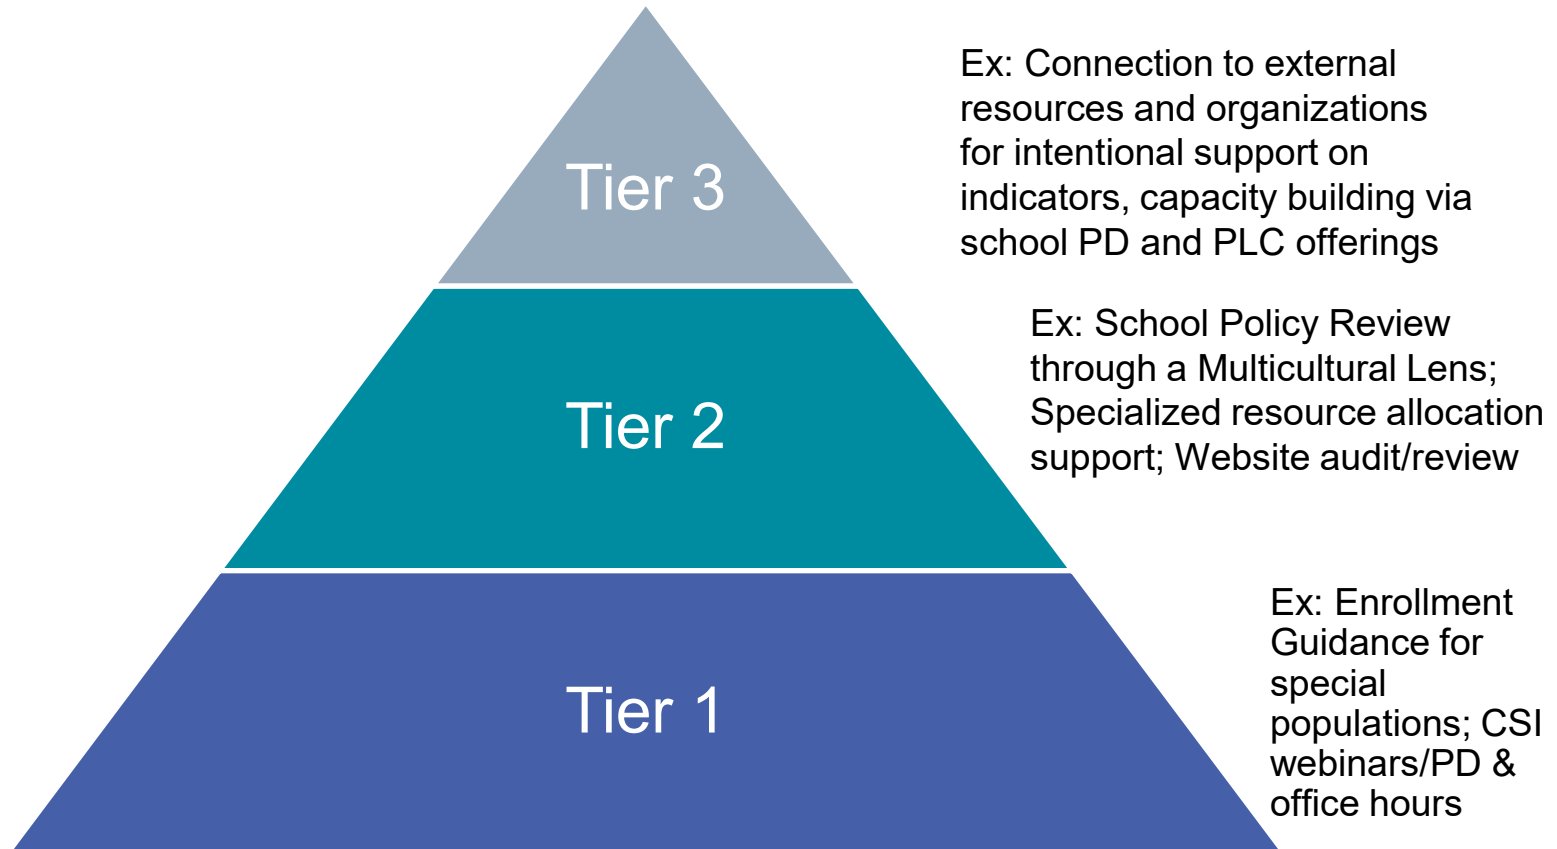 Ex: Connection to external
resources and organizations
for intentional support on
indicators, capacity building via
school PD and PLC offerings
Tier 3
Ex: School Policy Review
through a Multicultural Lens;
Specialized resource allocation
support; Website audit/review
Tier 2
Ex: Enrollment
Guidance for
special
populations; CSI
webinars/PD &
office hours
Tier 1